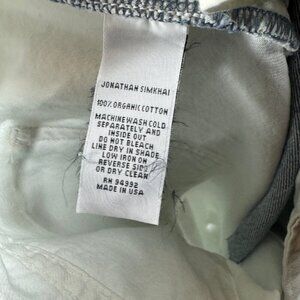 JONATHAN SIMKHAI
100% ORGANIC COTTON
MACHINE WASH COLD
SEPARATELY AND
INSIDE OUT
DO NOT BLEACH
LINE DRY IN SHADE
LOW IRON ON
REVERSE SIDE
OR DRY CLEAN
RN 94992
MADE IN USA